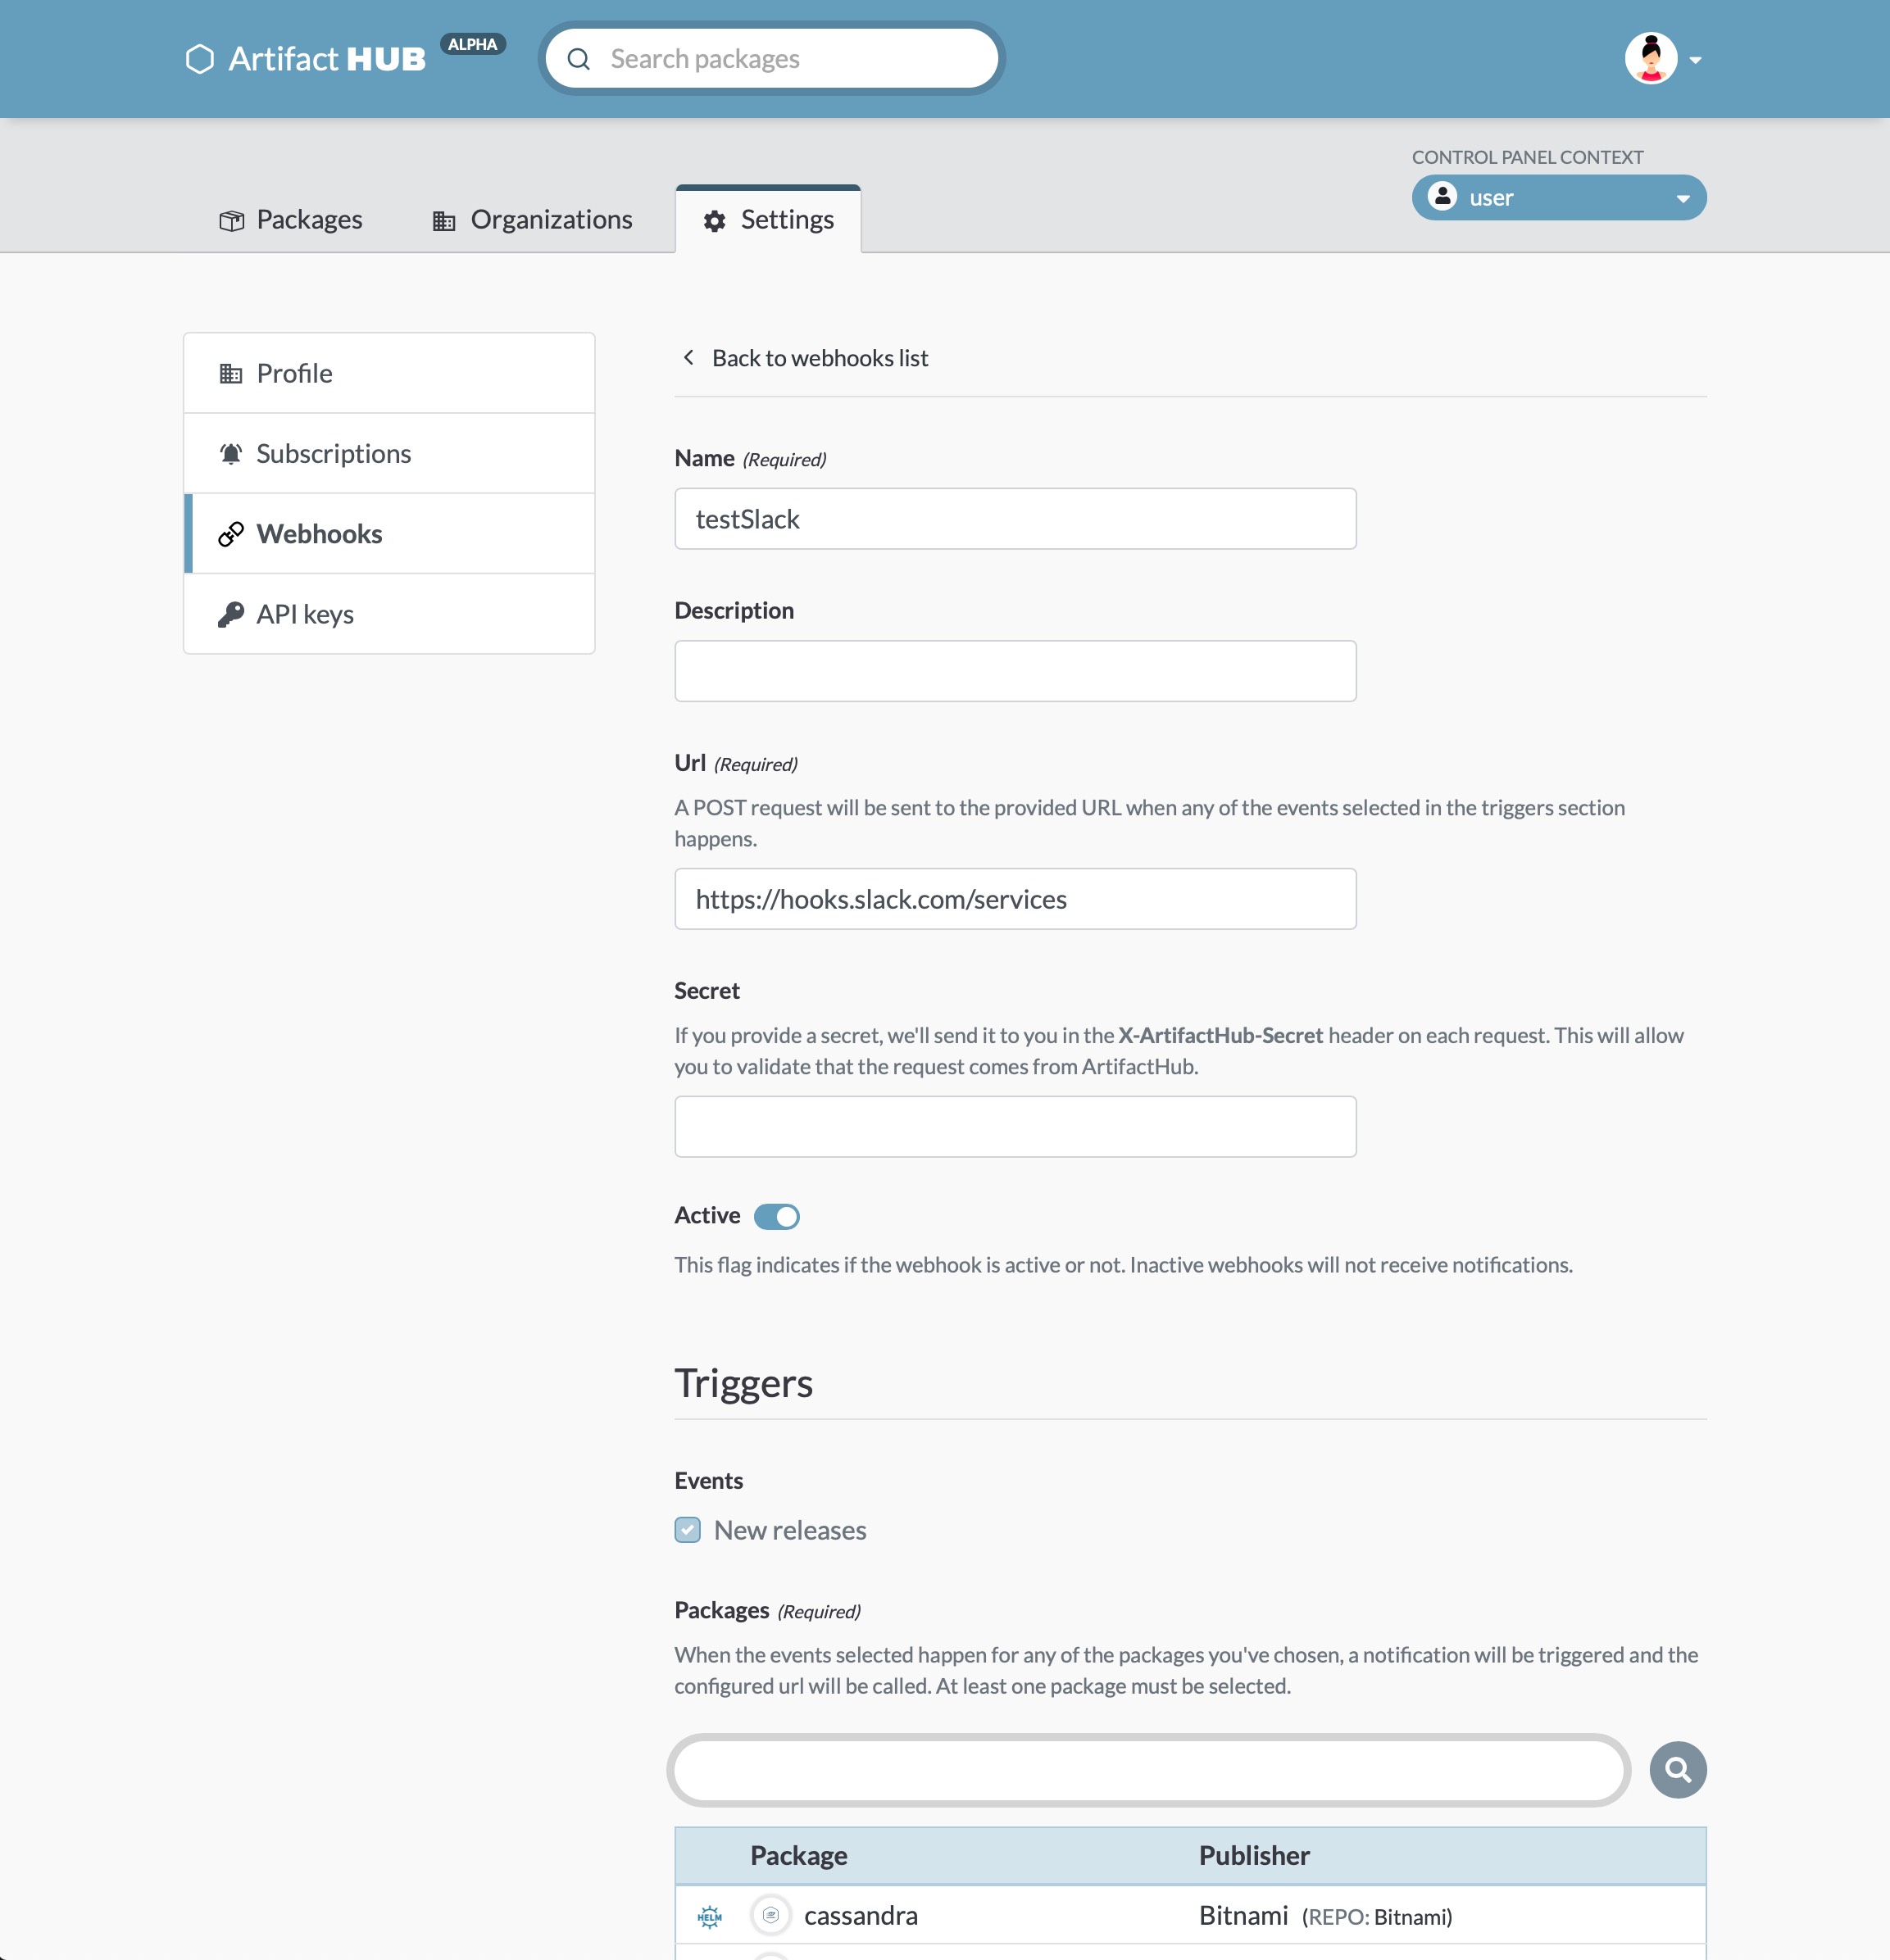 Artifact HUB ALPHA
Search packages
CONTROL PANEL CONTEXT
user
Packages
Organizations
Settings
Profile
Subscriptions
Webhooks
API keys
Back to webhooks list
Name (Required)
testSlack
Description
Url (Required)
A POST request will be sent to the provided URL when any of the events selected in the triggers section
happens.
https://hooks.slack.com/services
Secret
If you provide a secret, we'll send it to you in the X-ArtifactHub-Secret header on each request. This will allow
you to validate that the request comes from ArtifactHub.
Active
This flag indicates if the webhook is active or not. Inactive webhooks will not receive notifications.
Triggers
Events
New releases
Packages (Required)
When the events selected happen for any of the packages you've chosen, a notification will be triggered and the
configured url will be called. At least one package must be selected.
Package Publisher
HELM cassandra Bitnami (REPO: Bitnami)